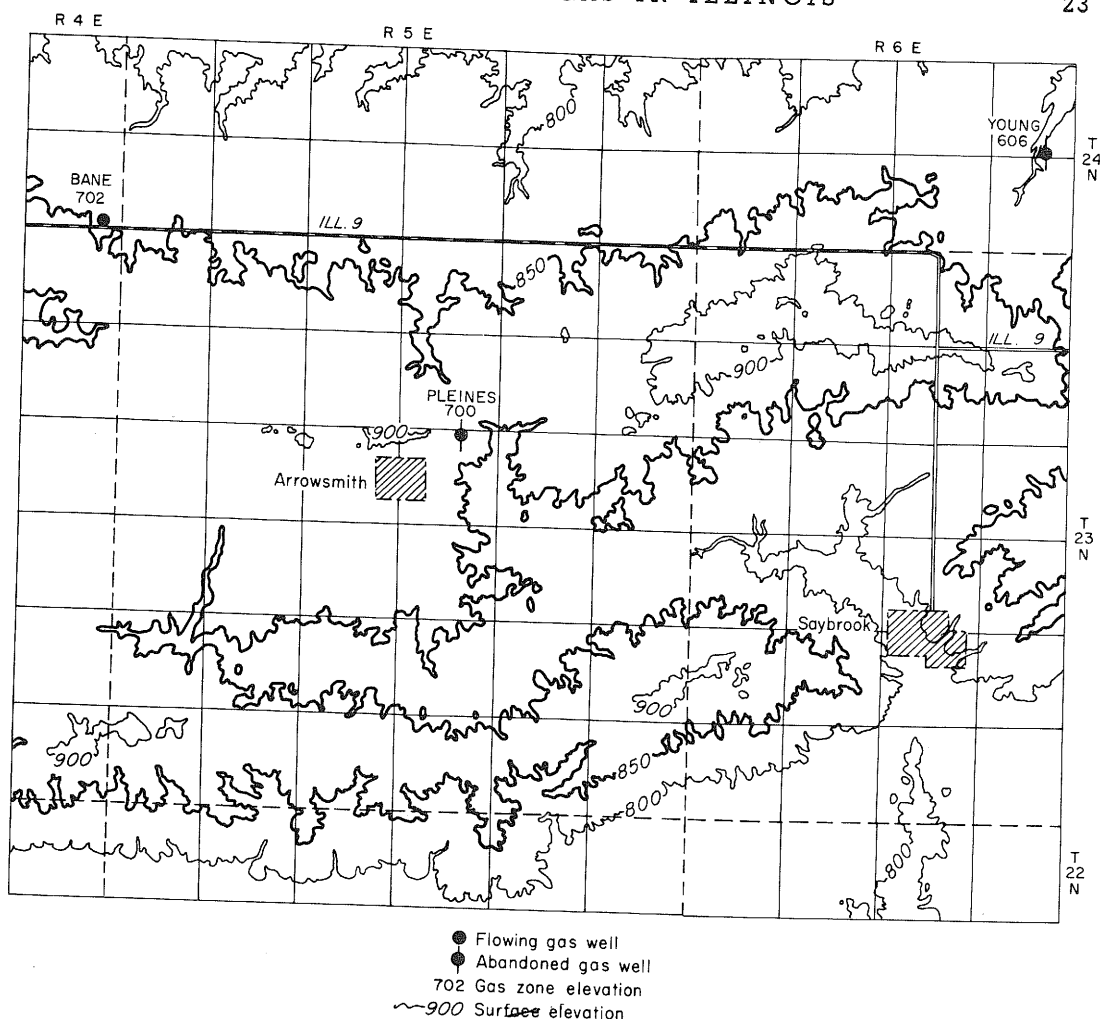 IN ILLINOIS
23
R 4 E
R 5 E
R 6 E
800
YOUNG
606
T
24
N
BANE
702
ILL. 9
850
ILL. 9
900
PLEINES
700
900
Arrowsmith
T
23
N
Saybrook
900
900
850
800
800
T
22
N
Flowing gas well
Abandoned gas well
702 Gas zone elevation
900 Surface elevation